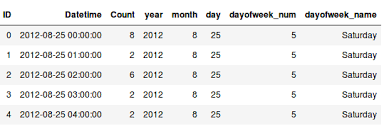 ID Datetime Count year month day dayofweek_num dayofweek_name
0 2012-08-25 00:00:00 8 2012 8 25 5 Saturday
1 2012-08-25 01:00:00 2 2012 8 25 5 Saturday
2 2012-08-25 02:00:00 6 2012 8 25 5 Saturday
3 2012-08-25 03:00:00 2 2012 8 25 5 Saturday
4 2012-08-25 04:00:00 2 2012 8 25 5 Saturday